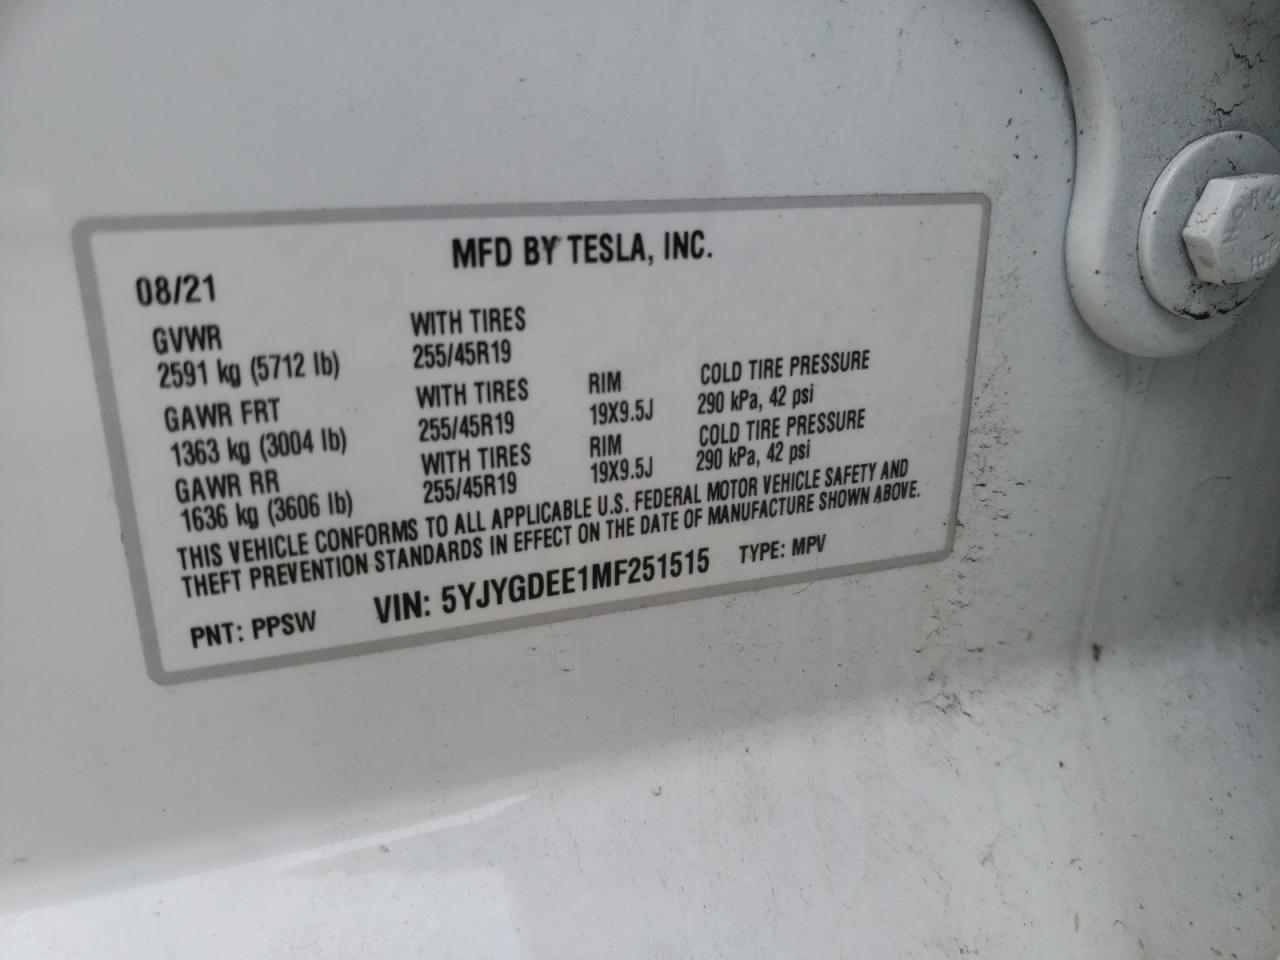 MFD BY TESLA, INC.
08/21
GVWR WITH TIRES
2591 kg (5712 lb) 255/45R19
GAWR FRT WITH TIRES RIM COLD TIRE PRESSURE
1363 kg (3004 lb) 255/45R19 19X9.5J 290 kPa, 42 psi
GAWR RR WITH TIRES RIM COLD TIRE PRESSURE
1636 kg (3606 lb) 255/45R19 19X9.5J 290 kPa, 42 psi
THIS VEHICLE CONFORMS TO ALL APPLICABLE U.S. FEDERAL MOTOR VEHICLE SAFETY AND
THEFT PREVENTION STANDARDS IN EFFECT ON THE DATE OF MANUFACTURE SHOWN ABOVE.
PNT: PPSW VIN: 5YJYGDEE1MF251515 TYPE: MPV